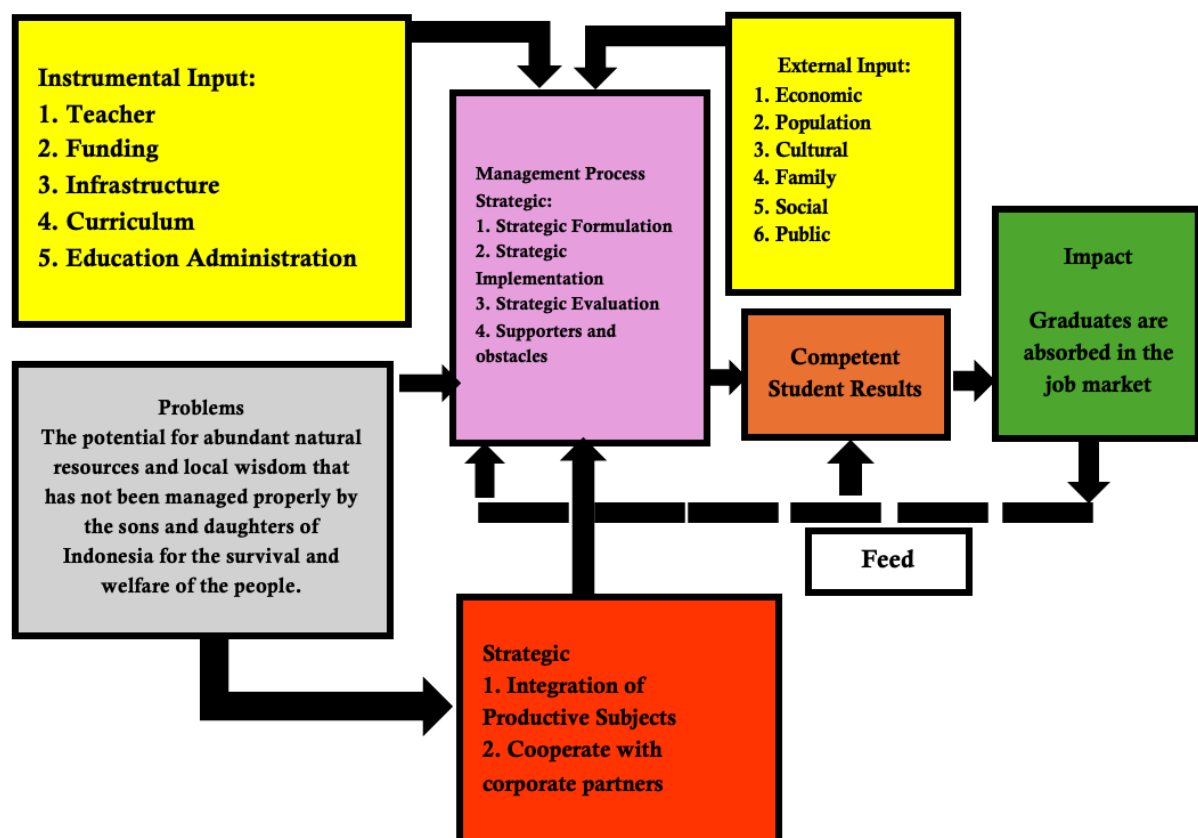 Instrumental Input:
1. Teacher
2. Funding
3. Infrastructure
4. Curriculum
5. Education Administration
Management Process
Strategic:
1. Strategic Formulation
2. Strategic
Implementation
3. Strategic Evaluation
4. Supporters and
obstacles
External Input:
1. Economic
2. Population
3. Cultural
4. Family
5. Social
6. Public
Impact
Graduates are
absorbed in the
job market
Competent
Student Results
Problems
The potential for abundant natural
resources and local wisdom that
has not been managed properly by
the sons and daughters of
Indonesia for the survival and
welfare of the people.
Feed
Strategic
1. Integration of
Productive Subjects
2. Cooperate with
corporate partners